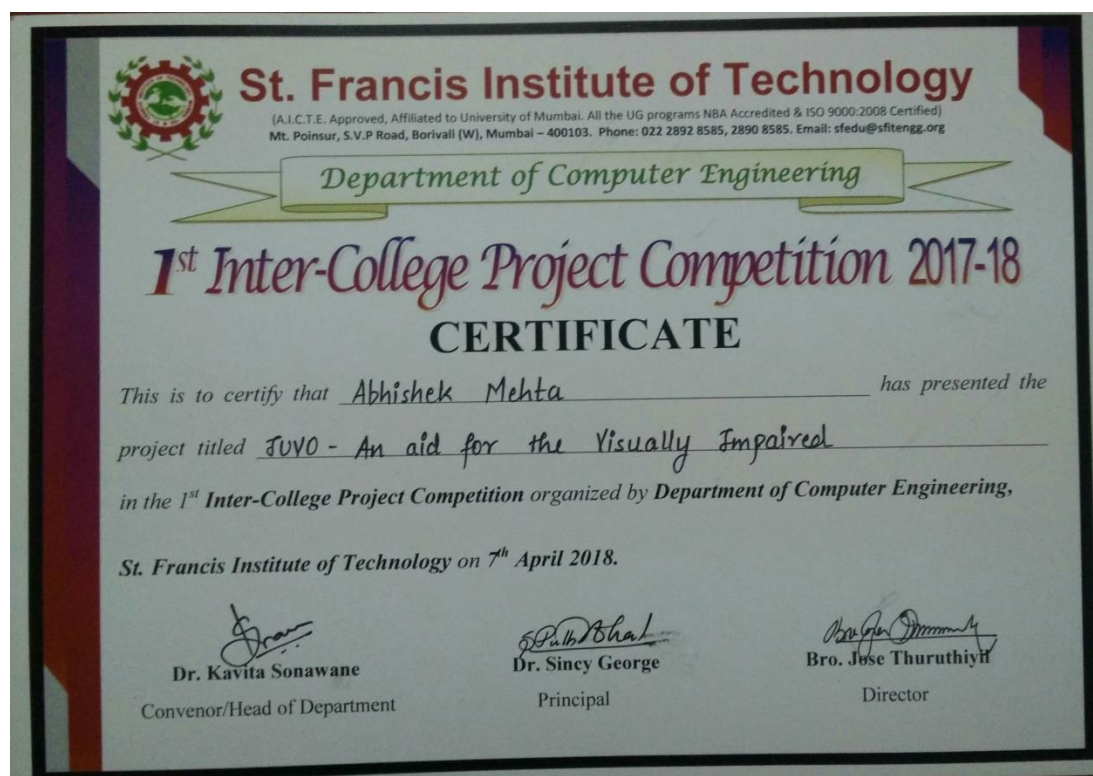 St. Francis Institute of Technology
(A.I.C.T.E. Approved, Affiliated to University of Mumbai. All the UG programs NBA Accredited & ISO 9000:2008 Certified)
Mt. Poinsur, S.V.P Road, Borivali (W), Mumbai – 400103. Phone: 022 2892 8585, 2890 8585. Email: sfedu@sfitengg.org
Department of Computer Engineering
1st Inter-College Project Competition 2017-18
CERTIFICATE
This is to certify that Abhishek Mehta has presented the
project titled JUVO - An aid for the Visually Impaired
in the 1st Inter-College Project Competition organized by Department of Computer Engineering,
St. Francis Institute of Technology on 7th April 2018.
Dr. Kavita Sonawane Dr. Sincy George Bro. Jose Thuruthiyil
Convenor/Head of Department Principal Director